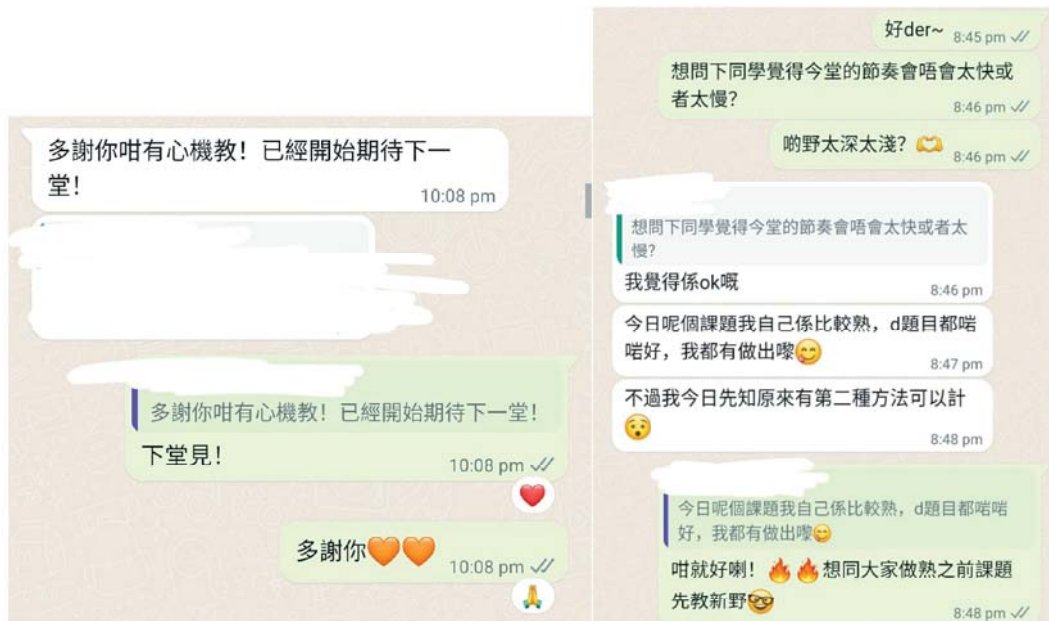 多謝你咁有心機教！已經開始期待下一
堂！
10:08 pm
多謝你咁有心機教！已經開始期待下一堂！
下堂見！
10:08 pm
❤️
多謝你🧡🧡
10:08 pm
🙏
好der~
8:45 pm
想問下同學覺得今堂的節奏會唔會太快或
者太慢?
8:46 pm
啲野太深太淺？🫶
8:46 pm
想問下同學覺得今堂的節奏會唔會太快或者太
慢?
我覺得係ok嘅
8:46 pm
今日呢個課題我自己係比較熟，d題目都啱
啱好，我都有做出嚟😋
8:47 pm
不過我今日先知原來有第二種方法可以計
😯
8:48 pm
今日呢個課題我自己係比較熟，d題目都啱啱
好，我都有做出嚟😋
咁就好喇！🔥🔥想同大家做熟之前課題
先教新野🤓
8:48 pm